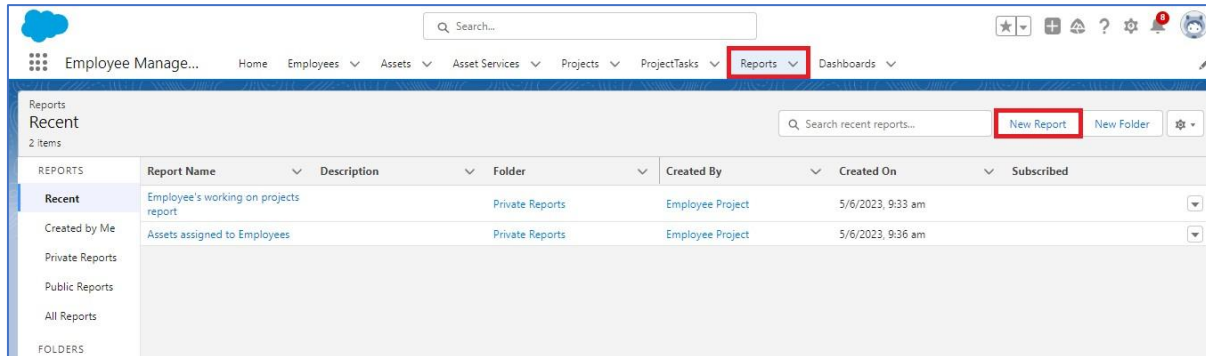 Search...
8
Employee Manage... Home Employees Assets Asset Services Projects ProjectTasks Reports Dashboards
Reports
Recent
2 items
Search recent reports...
New Report
New Folder
REPORTS
Report Name Description Folder Created By Created On Subscribed
Recent
Employee's working on projects
report
Private Reports Employee Project 5/6/2023, 9:33 am
Created by Me
Assets assigned to Employees Private Reports Employee Project 5/6/2023, 9:36 am
Private Reports
Public Reports
All Reports
FOLDERS